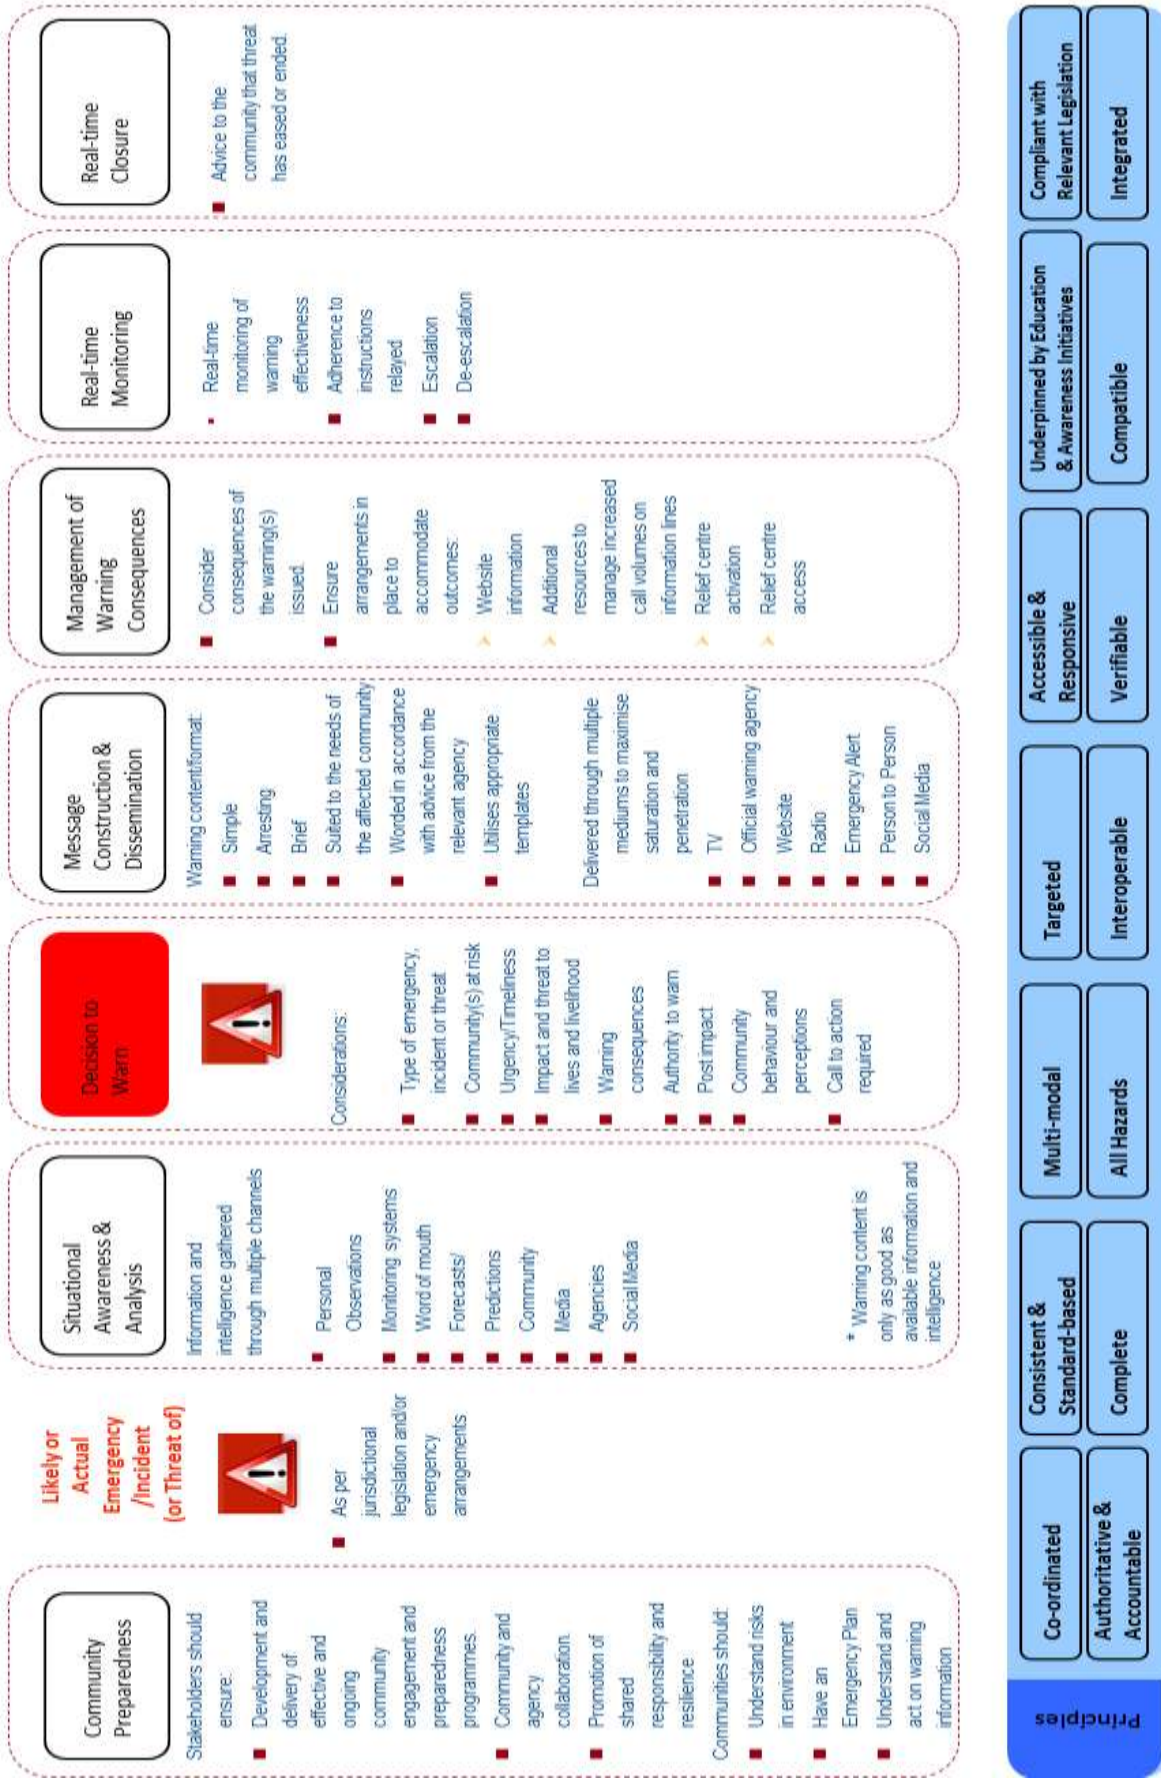 Community
Preparedness
Stakeholders should
ensure:
Development and
delivery of
effective and
ongoing
community
engagement and
preparedness
programmes.
Community and
agency
collaboration.
Promotion of
shared
responsibility and
resilience
Communities should:
Understand risks
in environment
Have an
Emergency Plan
Understand and
act on warning
information
Likely or
Actual
Emergency
/Incident
(or Threat of)
As per
jurisdictional
legislation and/or
emergency
arrangements
Situational
Awareness &
Analysis
Information and
intelligence gathered
through multiple channels
Personal
Observations
Monitoring systems
Word of mouth
Forecasts/
Predictions
Community
Media
Agencies
Social Media
* Warning content is
only as good as
available information and
intelligence
Decision to
Warn
Considerations:
Type of emergency,
incident or threat
Community(s) at risk
Urgency/Timeliness
Impact and threat to
lives and livelihood
Warning
consequences
Authority to warn
Post impact
Community
behaviour and
perceptions
Call to action
required
Message
Construction &
Dissemination
Warning content/format:
Simple
Arresting
Brief
Suited to the needs of
the affected community
Worded in accordance
with advice from the
relevant agency
Utilises appropriate
templates
Delivered through multiple
mediums to maximise
saturation and
penetration
TV
Official warning agency
Website
Radio
Emergency Alert
Person to Person
Social Media
Management of
Warning
Consequences
Consider
consequences of
the warning(s)
issued.
Ensure
arrangements in
place to
accommodate
outcomes:
Website
information
Additional
resources to
manage increased
call volumes on
information lines
Relief centre
activation
Relief centre
access
Real-time
Monitoring
Real-time
monitoring of
warning
effectiveness
Adherence to
instructions
relayed
Escalation
De-escalation
Real-time
Closure
Advice to the
community that threat
has eased or ended.
Principles
Co-ordinated
Consistent &
Standard-based
Multi-modal
Targeted
Accessible &
Responsive
Underpinned by Education
& Awareness Initiatives
Compliant with
Relevant Legislation
Authoritative &
Accountable
Complete
All Hazards
Interoperable
Verifiable
Compatible
Integrated